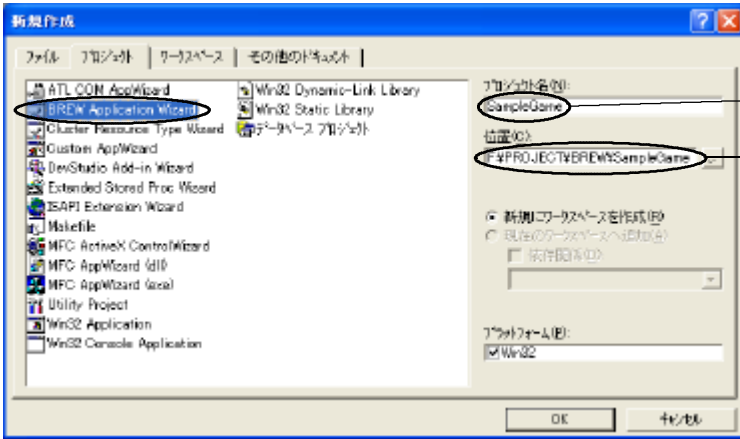 新規作成
ファイル プロジェクト ワークスペース その他のドキュメント
ATL COM AppWizard
BREW Application Wizard
Cluster Resource Type Wizard
Custom AppWizard
DevStudio Add-in Wizard
Extended Stored Proc Wizard
ISAPI Extension Wizard
Makefile
MFC ActiveX ControlWizard
MFC AppWizard (dll)
MFC AppWizard (exe)
Utility Project
Win32 Application
Win32 Console Application
Win32 Dynamic-Link Library
Win32 Static Library
データベース プロジェクト
プロジェクト名(N):
SampleGame
位置(C):
F:¥PROJECT¥BREW¥SampleGame
...
新規にワークスペースを作成(R)
現在のワークスペースへ追加(A)
依存関係(D):
プラットフォーム(P):
Win32
OK キャンセル